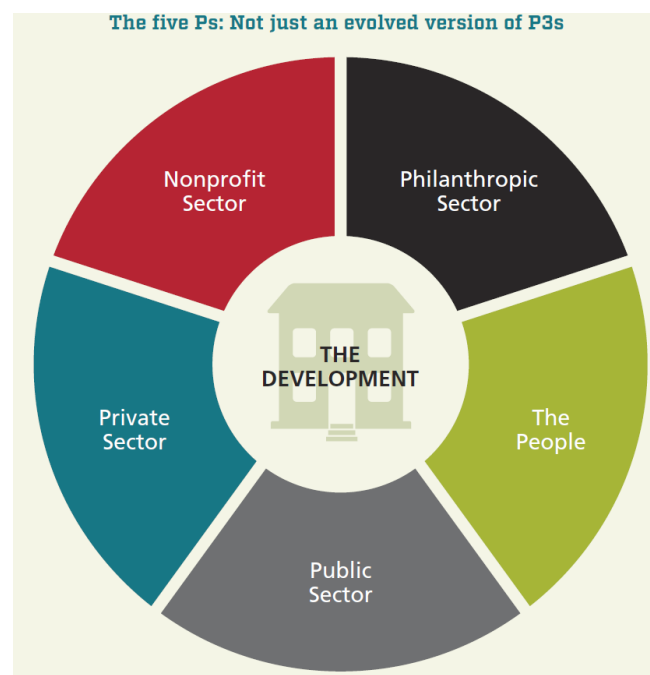 The five Ps: Not just an evolved version of P3s
Nonprofit
Sector
Philanthropic
Sector
THE
DEVELOPMENT
Private
Sector
The
People
Public
Sector